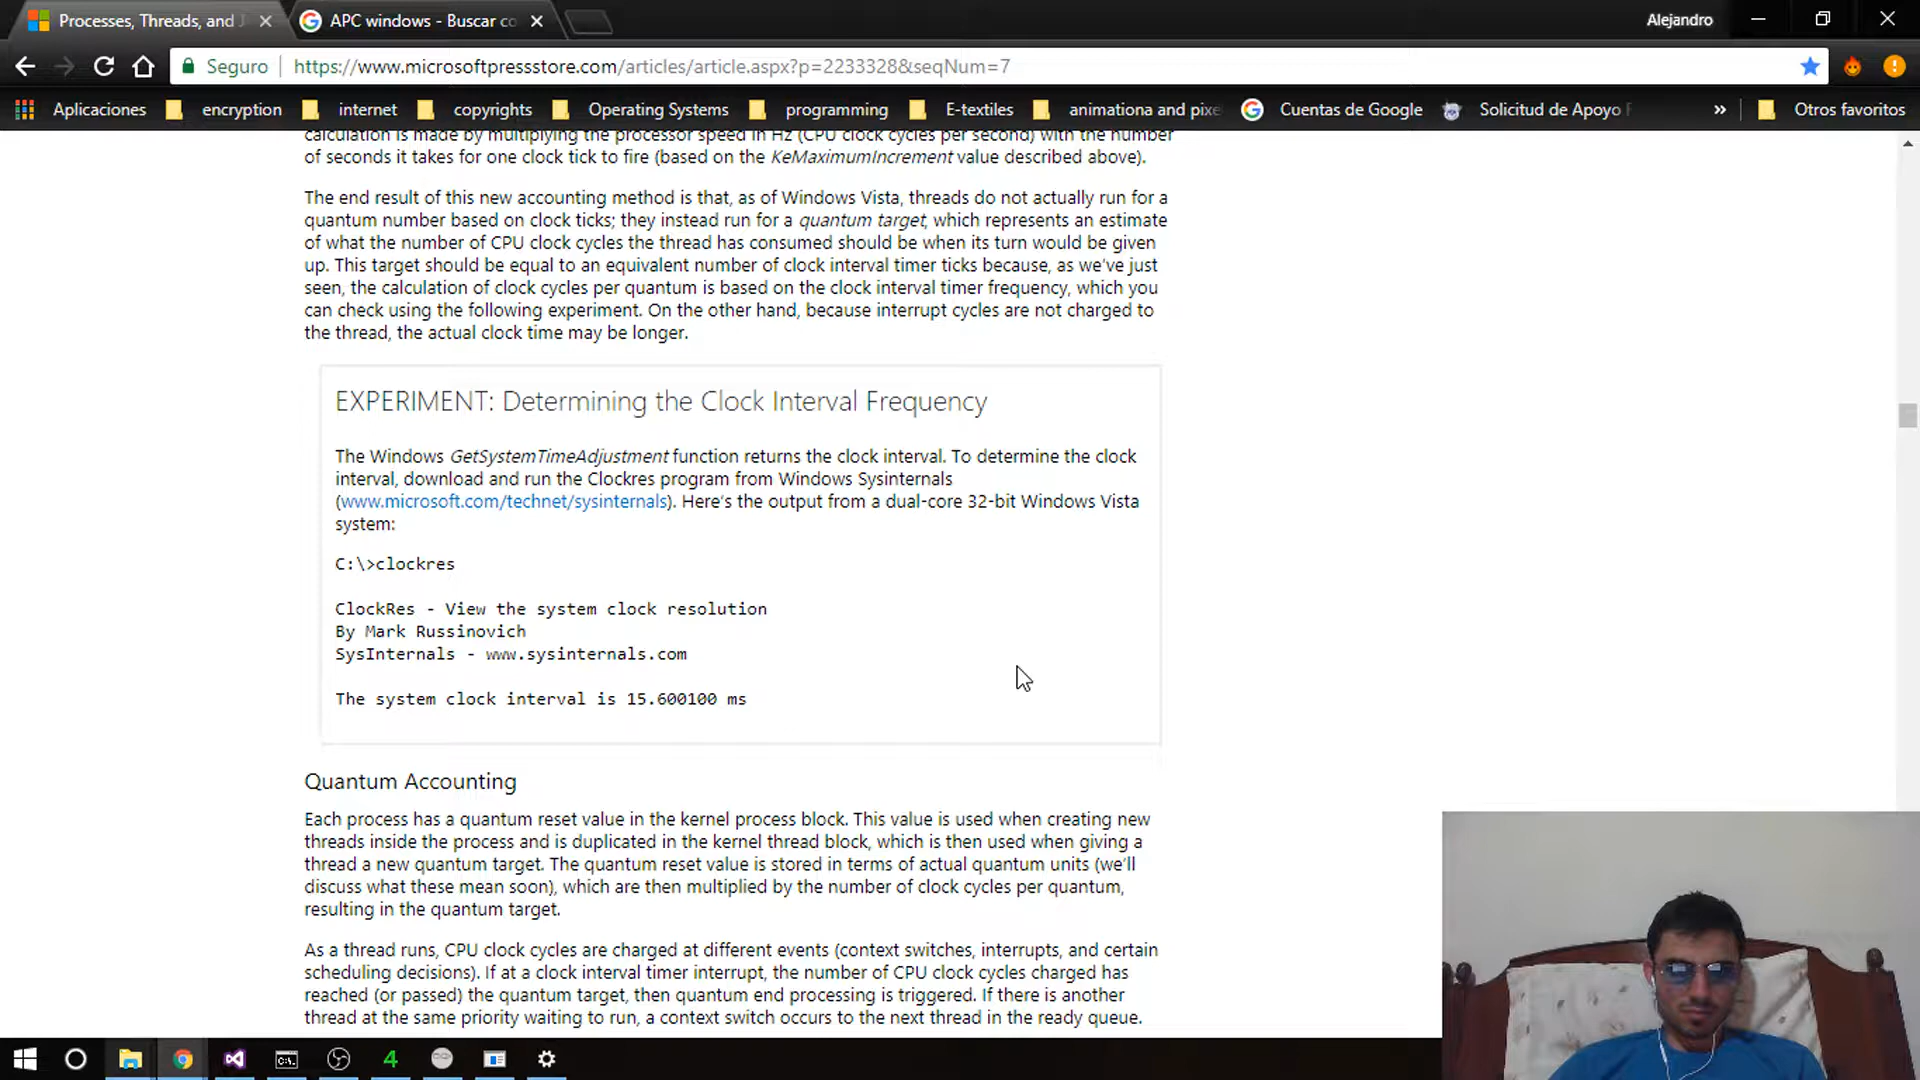 Processes, Threads, and J
APC windows - Buscar co
Alejandro
Seguro
https://www.microsoftpressstore.com/articles/article.aspx?p=2233328&seqNum=7
Aplicaciones
encryption
internet
copyrights
Operating Systems
programming
E-textiles
animationa and pixe
Cuentas de Google
Solicitud de Apoyo
»
Otros favoritos
calculation is made by multiplying the processor speed in Hz (CPU clock cycles per second) with the number
of seconds it takes for one clock tick to fire (based on the KeMaximumIncrement value described above).
The end result of this new accounting method is that, as of Windows Vista, threads do not actually run for a
quantum number based on clock ticks; they instead run for a quantum target, which represents an estimate
of what the number of CPU clock cycles the thread has consumed should be when its turn would be given
up. This target should be equal to an equivalent number of clock interval timer ticks because, as we've just
seen, the calculation of clock cycles per quantum is based on the clock interval timer frequency, which you
can check using the following experiment. On the other hand, because interrupt cycles are not charged to
the thread, the actual clock time may be longer.
EXPERIMENT: Determining the Clock Interval Frequency
The Windows GetSystemTimeAdjustment function returns the clock interval. To determine the clock
interval, download and run the Clockres program from Windows Sysinternals
(www.microsoft.com/technet/sysinternals). Here's the output from a dual-core 32-bit Windows Vista
system:
C:\>clockres
ClockRes - View the system clock resolution
By Mark Russinovich
SysInternals - www.sysinternals.com
The system clock interval is 15.600100 ms
Quantum Accounting
Each process has a quantum reset value in the kernel process block. This value is used when creating new
threads inside the process and is duplicated in the kernel thread block, which is then used when giving a
thread a new quantum target. The quantum reset value is stored in terms of actual quantum units (we'll
discuss what these mean soon), which are then multiplied by the number of clock cycles per quantum,
resulting in the quantum target.
As a thread runs, CPU clock cycles are charged at different events (context switches, interrupts, and certain
scheduling decisions). If at a clock interval timer interrupt, the number of CPU clock cycles charged has
reached (or passed) the quantum target, then quantum end processing is triggered. If there is another
thread at the same priority waiting to run, a context switch occurs to the next thread in the ready queue.
4